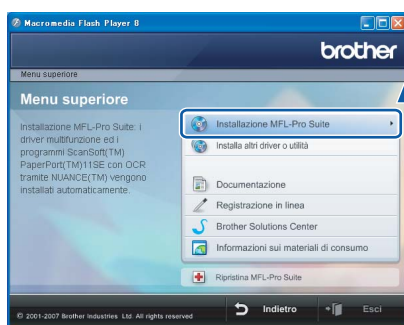 Macromedia Flash Player 8
brother
Menu superiore
Menu superiore
Installazione MFL-Pro Suite: I
driver multifunzione ed i
programmi ScanSoft(TM)
PaperPort(TM)11SE con OCR
tramite NUANCE(TM) vengono
installati automaticamente.
Installazione MFL-Pro Suite
Installa altri driver o utilità
Documentazione
Registrazione in linea
Brother Solutions Center
Informazioni sui materiali di consumo
Ripristina MFL-Pro Suite
© 2001-2007 Brother Industries Ltd. All rights reserved
Indietro
Esci